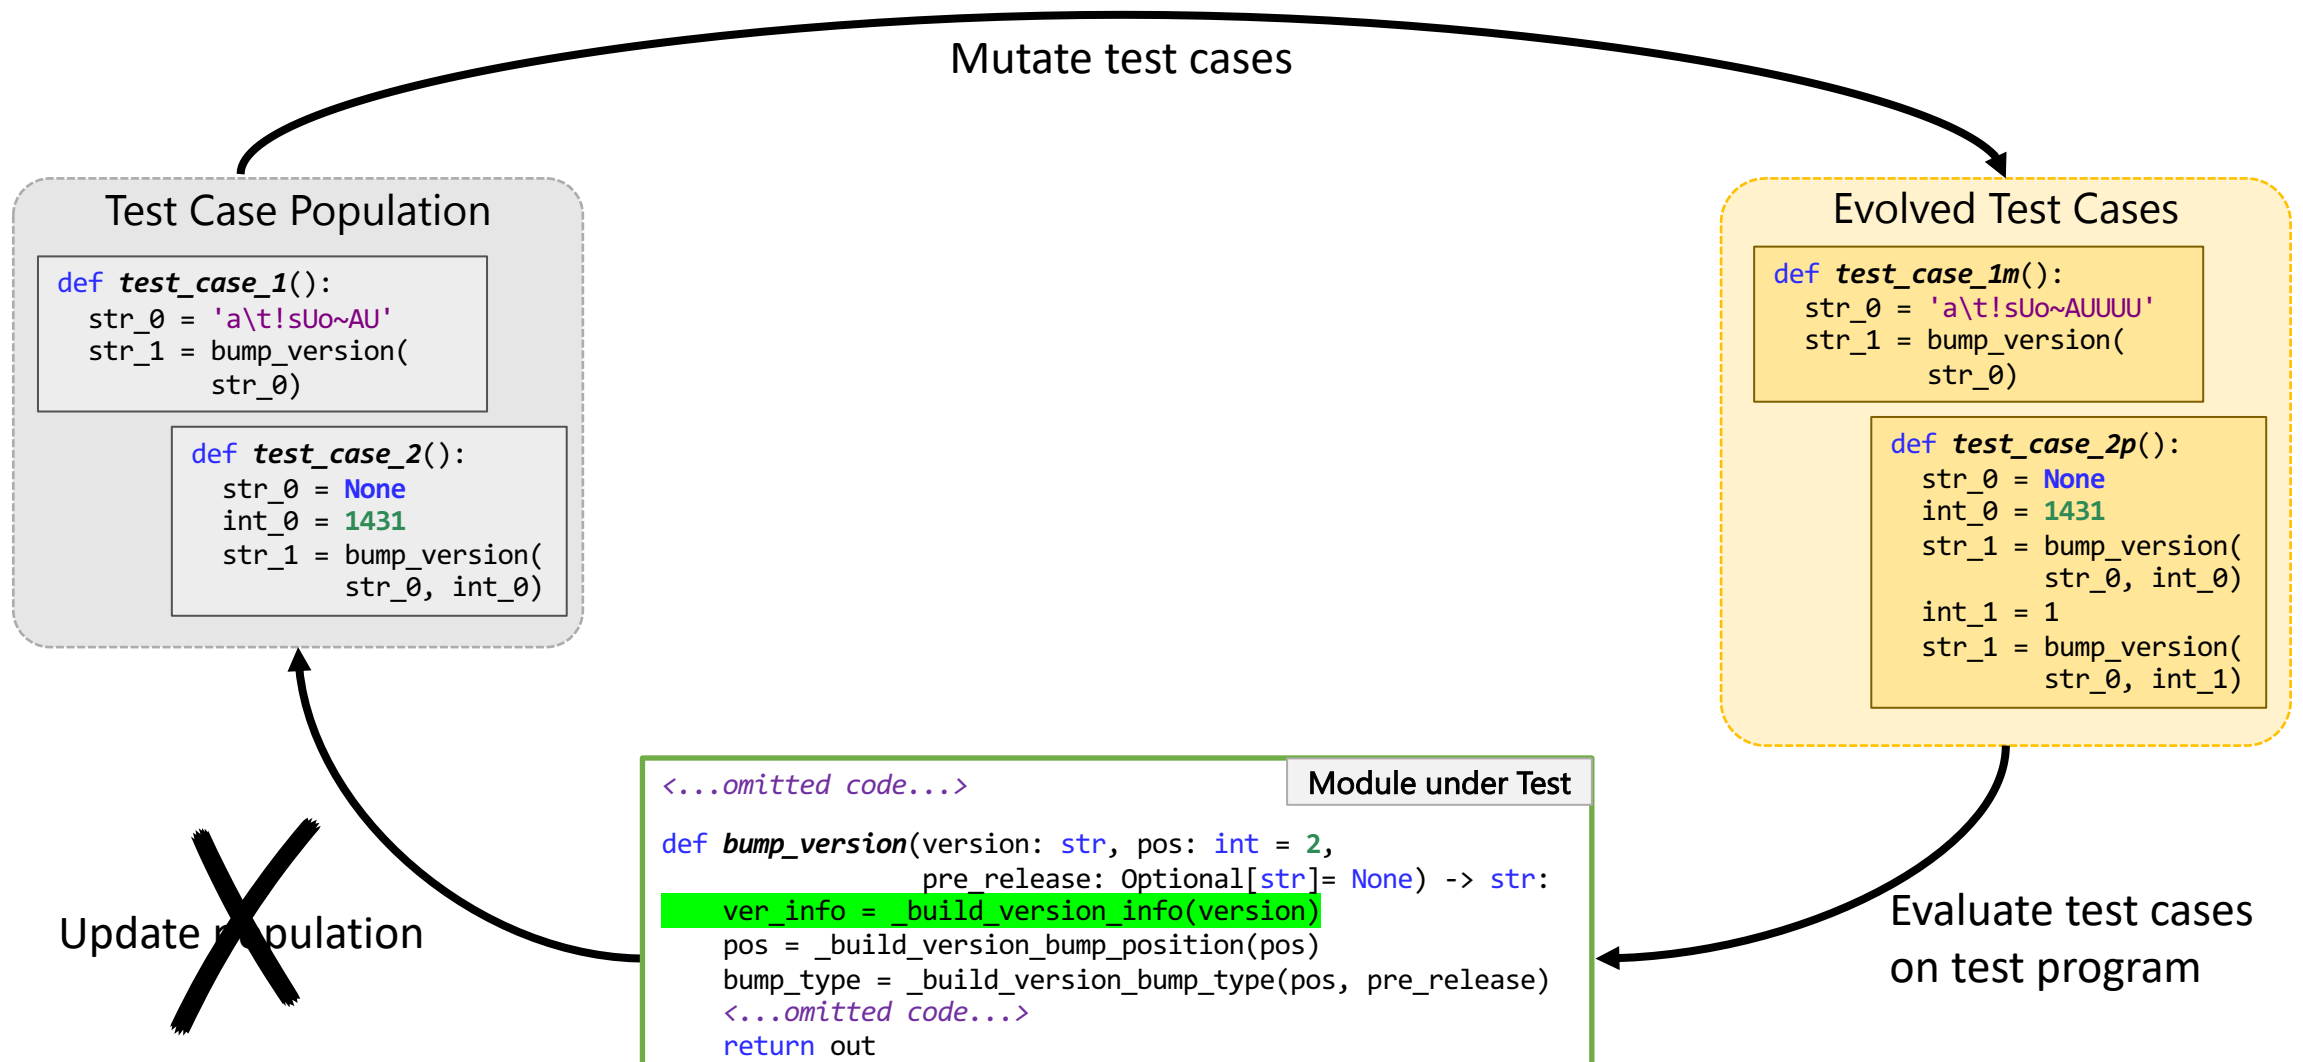 Mutate test cases
Test Case Population
def test_case_1():
  str_0 = 'a\t!sUo~AU'
  str_1 = bump_version(
          str_0)
def test_case_2():
  str_0 = None
  int_0 = 1431
  str_1 = bump_version(
          str_0, int_0)
Evolved Test Cases
def test_case_1m():
  str_0 = 'a\t!sUo~AUUUU'
  str_1 = bump_version(
          str_0)
def test_case_2p():
  str_0 = None
  int_0 = 1431
  str_1 = bump_version(
          str_0, int_0)
  int_1 = 1
  str_1 = bump_version(
          str_0, int_1)
Update population
<...omitted code...>
Module under Test
def bump_version(version: str, pos: int = 2,
                 pre_release: Optional[str]= None) -> str:
    ver_info = _build_version_info(version)
    pos = _build_version_bump_position(pos)
    bump_type = _build_version_bump_type(pos, pre_release)
    <...omitted code...>
    return out
Evaluate test cases
on test program